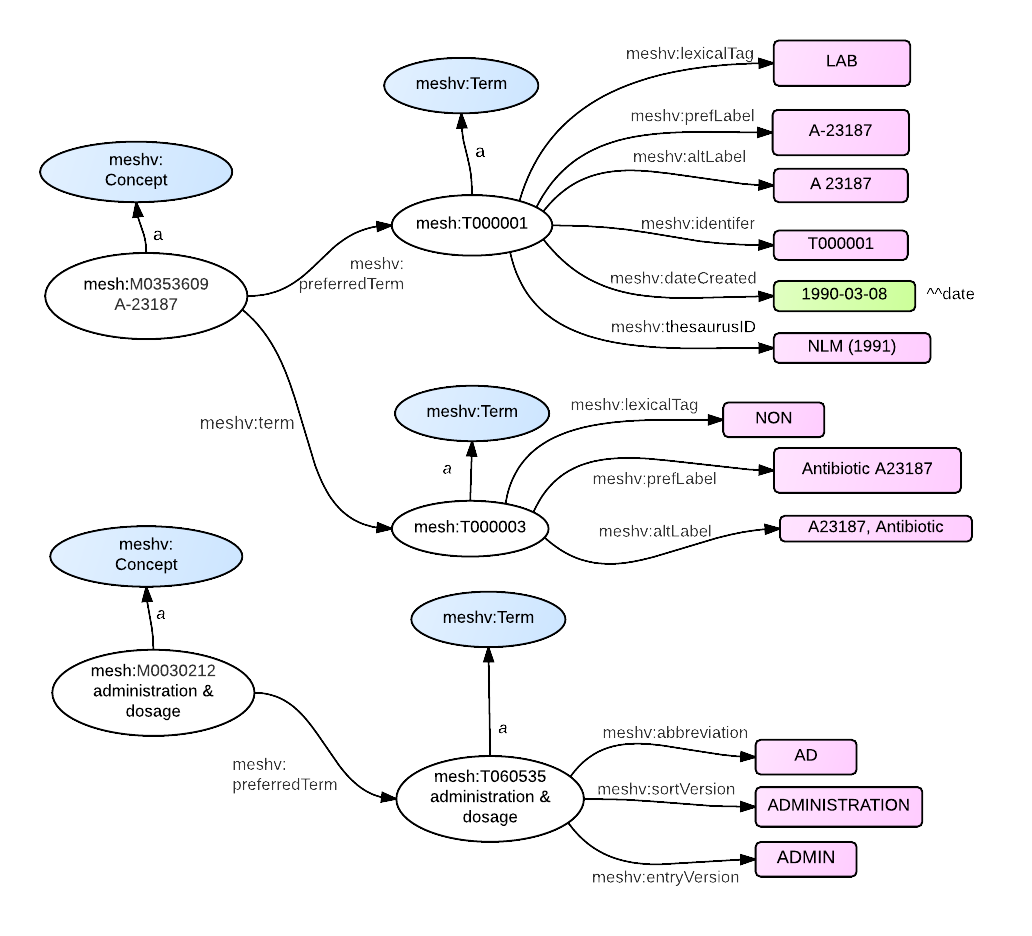 meshv:lexicalTag
LAB
meshv:Term
meshv:prefLabel
A-23187
meshv:
Concept
a
meshv:altLabel
A 23187
mesh:T000001
meshv:identifer
T000001
a
meshv:
preferredTerm
mesh:M0353609
A-23187
meshv:dateCreated
1990-03-08
^^date
meshv:thesaurusID
NLM (1991)
meshv:Term
meshv:lexicalTag
NON
meshv:term
a
meshv:prefLabel
Antibiotic A23187
mesh:T000003
meshv:altLabel
A23187, Antibiotic
meshv:
Concept
a
meshv:Term
mesh:M0030212
administration &
dosage
a
meshv:
preferredTerm
mesh:T060535
administration &
dosage
meshv:abbreviation
AD
meshv:sortVersion
ADMINISTRATION
meshv:entryVersion
ADMIN